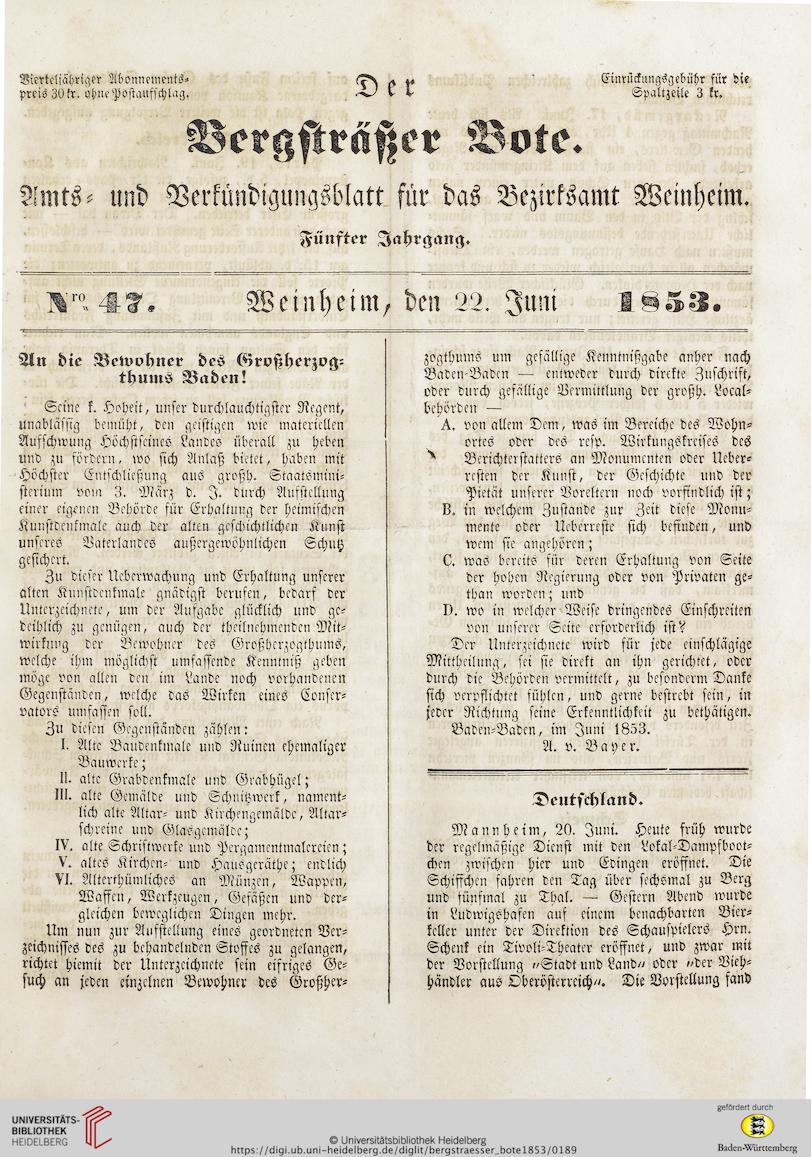 Vierteljähriger Abonnements-
preis 30 kr. ohne Postaufschlag.
Der
Einrückungsgebühr für die
Spaltzeile 3 kr.
Bergsträßer Bote.
Amts- und Verkündigungsblatt für das Bezirksamt Weinheim.
Fünfter Jahrgang.
Nro 47. Weinheim, den 22. Juni 1853.
An die Bewohner des Großherzog-
thums Baden!
Seine k. Hoheit, unser durchlauchtigster Regent,
unablässig bemüht, den geistigen wie materiellen
Aufschwung Höchstseines Landes überall zu heben
und zu fördern, wo sich Anlaß bietet, haben mit
Höchster Entschließung aus großh. Staatsmini-
sterium vom 3. März d. J. durch Aufstellung
einer eigenen Behörde für Erhaltung der heimischen
Kunstdenkmale auch der alten geschichtlichen Kunst
unseres Vaterlandes außergewöhnlichen Schutz
gesichert.
Zu dieser Ueberwachung und Erhaltung unserer
alten Kunstdenkmale gnädigst berufen, bedarf der
Unterzeichnete, um der Aufgabe glücklich und ge-
deihlich zu genügen, auch der theilnehmenden Mit-
wirkung der Bewohner des Großherzogthums,
welche ihm möglichst umfassende Kenntniß geben
möge von allen den im Lande noch vorhandenen
Gegenständen, welche das Wirken eines Conser-
vators umfassen soll.
Zu diesen Gegenständen zählen:
I. Alte Baudenkmale und Ruinen ehemaliger
Bauwerke;
II. alte Grabdenkmale und Grabhügel;
III. alte Gemälde und Schnitzwerk, nament-
lich alte Altar- und Kirchengemälde, Altar-
schreine und Glasgemälde;
IV. alte Schriftwerke und Pergamentmalereien;
V. altes Kirchen- und Hausgeräthe; endlich
VI. Alterthümliches an Münzen, Wappen,
Waffen, Werkzeugen, Gefäßen und der-
gleichen beweglichen Dingen mehr.
Um nun zur Aufstellung eines geordneten Ver-
zeichnisses des zu behandelnden Stoffes zu gelangen,
richtet hiemit der Unterzeichnete sein eifriges Ge-
such an jeden einzelnen Bewohner des Großher-
zogthums um gefällige Kenntnißgabe anher nach
Baden-Baden — entweder durch direkte Zuschrift,
oder durch gefällige Vermittlung der großh. Local-
behörden —
A. von allem Dem, was im Bereiche des Wohn-
ortes oder des resp. Wirkungskreises des
Berichterstatters an Monumenten oder Ueber-
resten der Kunst, der Geschichte und der
Pietät unserer Voreltern noch vorfindlich ist;
B. in welchem Zustande zur Zeit diese Monu-
mente oder Ueberreste sich befinden, und
wem sie angehören;
C. was bereits für deren Erhaltung von Seite
der hohen Regierung oder von Privaten ge-
than worden; und
D. wo in welcher Weise dringendes Einschreiten
von unserer Seite erforderlich ist?
Der Unterzeichnete wird für jede einschlägige
Mittheilung, sei sie direkt an ihn gerichtet, oder
durch die Behörden vermittelt, zu besonderm Danke
sich verpflichtet fühlen, und gerne bestrebt sein, in
jeder Richtung seine Erkenntlichkeit zu bethätigen.
Baden-Baden, im Juni 1853.
A. v. Bayer.
Deutschland.
Mannheim, 20. Juni. Heute früh wurde
der regelmäßige Dienst mit den Lokal-Dampfboot-
chen zwischen hier und Edingen eröffnet. Die
Schiffchen fahren den Tag über sechsmal zu Berg
und fünfmal zu Thal. — Gestern Abend wurde
in Ludwigshafen auf einem benachbarten Bier-
keller unter der Direktion des Schauspielers Hrn.
Schenk ein Tivoli-Theater eröffnet, und zwar mit
der Vorstellung „Stadt und Land" oder „der Vieh-
händler aus Oberösterreich". Die Vorstellung fand
UNIVERSITÄTS-
BIBLIOTHEK
HEIDELBERG
© Universitätsbibliothek Heidelberg
https://digi.ub.uni-heidelberg.de/diglit/bergstraesser_bote1853/0189
gefördert durch
Baden-Württemberg